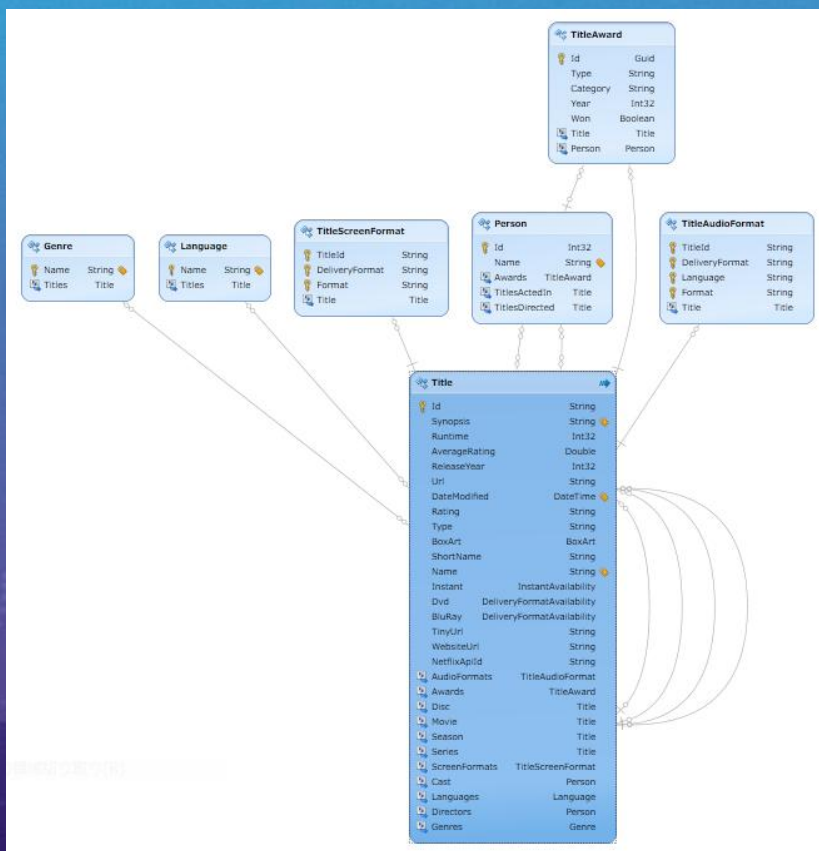 TitleAward
Id Guid
Type String
Category String
Year Int32
Won Boolean
Title Title
Person Person
Genre
Name String
Titles Title
Language
Name String
Titles Title
TitleScreenFormat
TitleId String
DeliveryFormat String
Format String
Title Title
Person
Id Int32
Name String
Awards TitleAward
TitlesActedIn Title
TitlesDirected Title
TitleAudioFormat
TitleId String
DeliveryFormat String
Language String
Format String
Title Title
Title
Id String
Synopsis String
Runtime Int32
AverageRating Double
ReleaseYear Int32
Url String
DateModified DateTime
Rating String
Type String
BoxArt BoxArt
ShortName String
Name String
Instant InstantAvailability
Dvd DeliveryFormatAvailability
BluRay DeliveryFormatAvailability
TinyUrl String
WebsiteUrl String
NetflixApiId String
AudioFormats TitleAudioFormat
Awards TitleAward
Disc Title
Movie Title
Season Title
Series Title
ScreenFormats TitleScreenFormat
Cast Person
Languages Language
Directors Person
Genres Genre